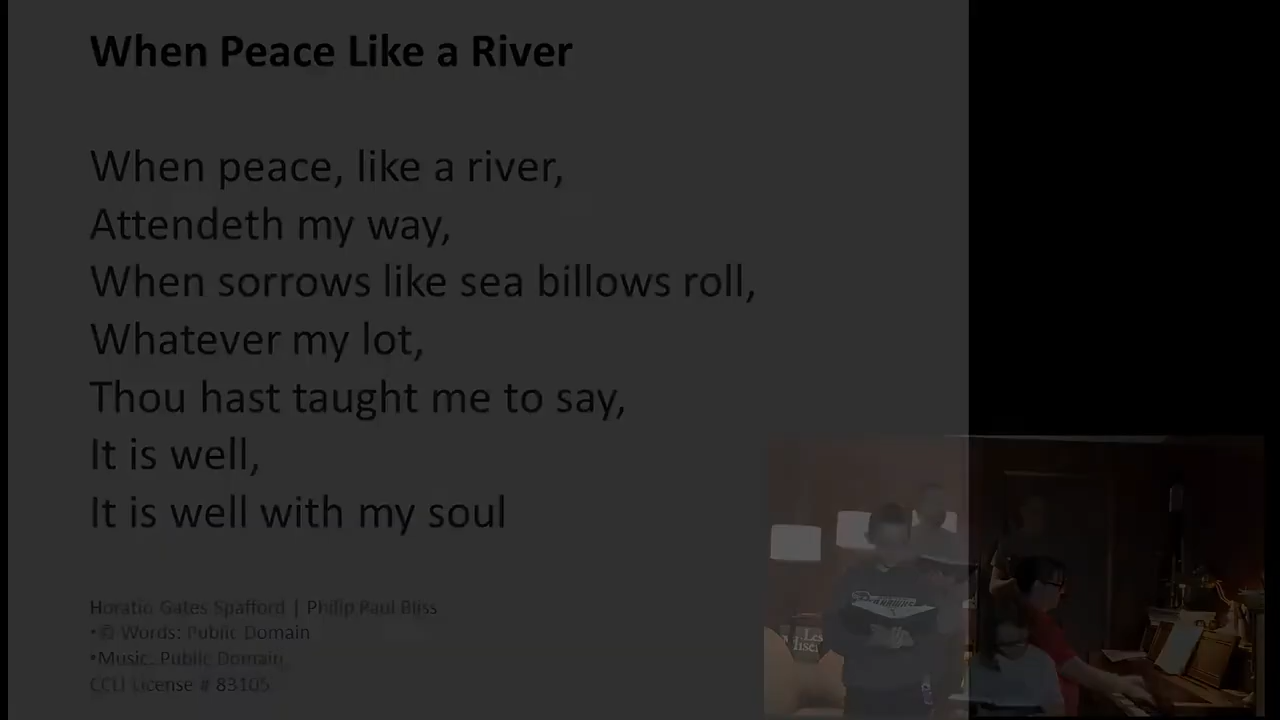 When Peace Like a River
When peace, like a river,
Attendeth my way,
When sorrows like sea billows roll,
Whatever my lot,
Thou hast taught me to say,
It is well,
It is well with my soul
Horatio Gates Spafford | Philip Paul Bliss
•© Words: Public Domain
•Music: Public Domain
CCLI License # 83105
Les